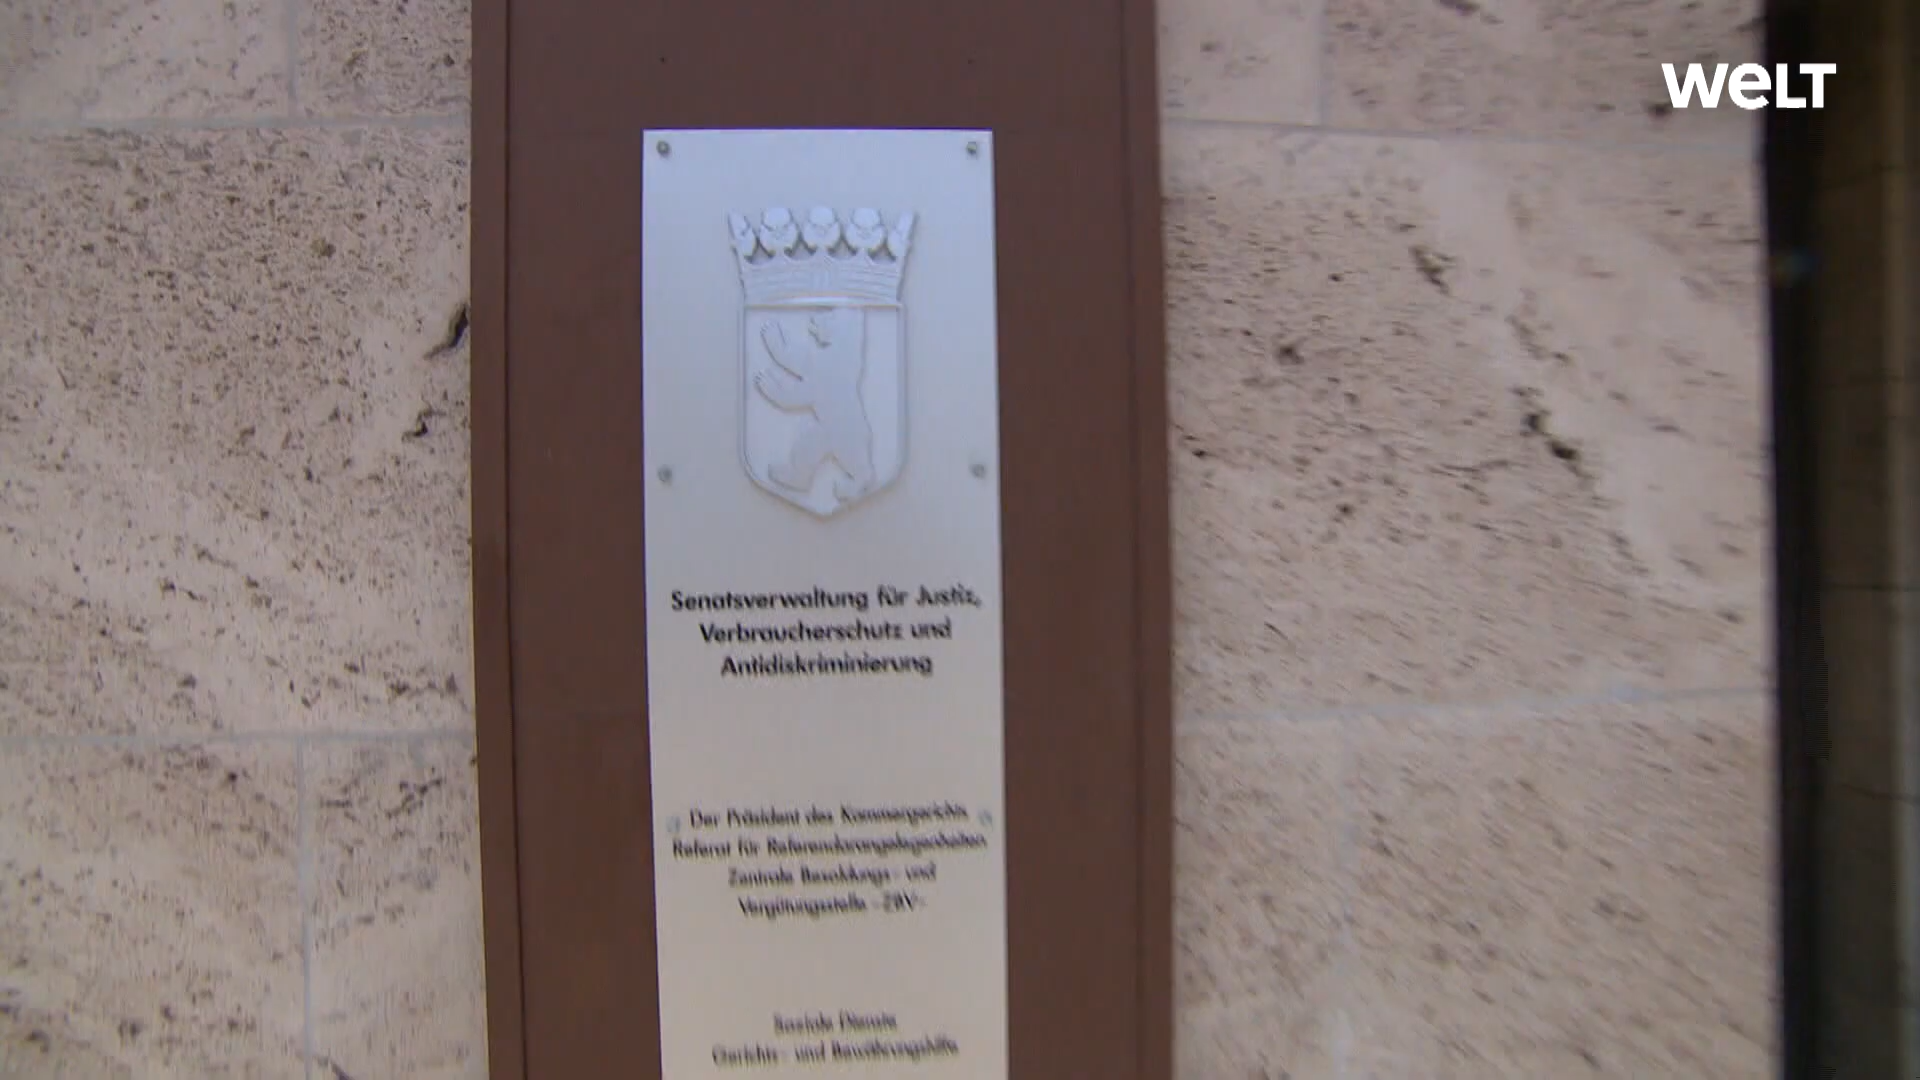 WELT
Senatsverwaltung für Justiz,
Verbraucherschutz und
Antidiskriminierung
Der Präsident des Kammergerichts
Referat für Referendarangelegenheiten
Zentrale Besoldungs- und
Vergütungsstelle -ZBV-
Soziale Dienste
Gerichts- und Bewährungshilfe